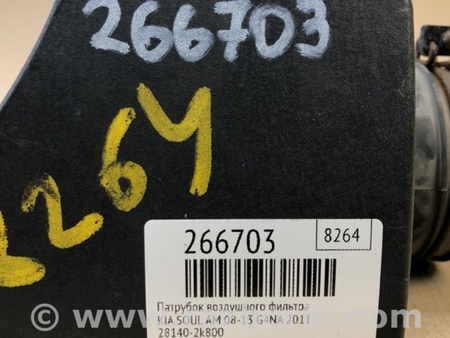 266703
8264
266703
8264
Патрубок воздушного фильтра
KIA SOUL AM 08-13 G4NA 2011
28140-2k800